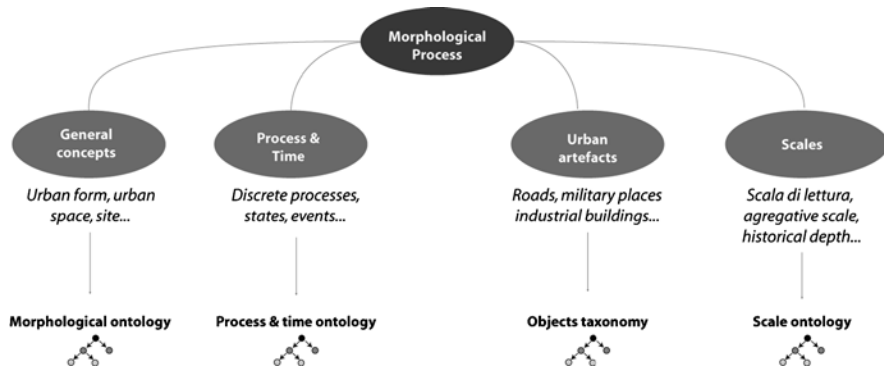 Morphological
Process
General
concepts
Process &
Time
Urban
artefacts
Scales
Urban form, urban
space, site...
Discrete processes,
states, events...
Roads, military places
industrial buildings...
Scala di lettura,
agregative scale,
historical depth...
Morphological ontology
Process & time ontology
Objects taxonomy
Scale ontology